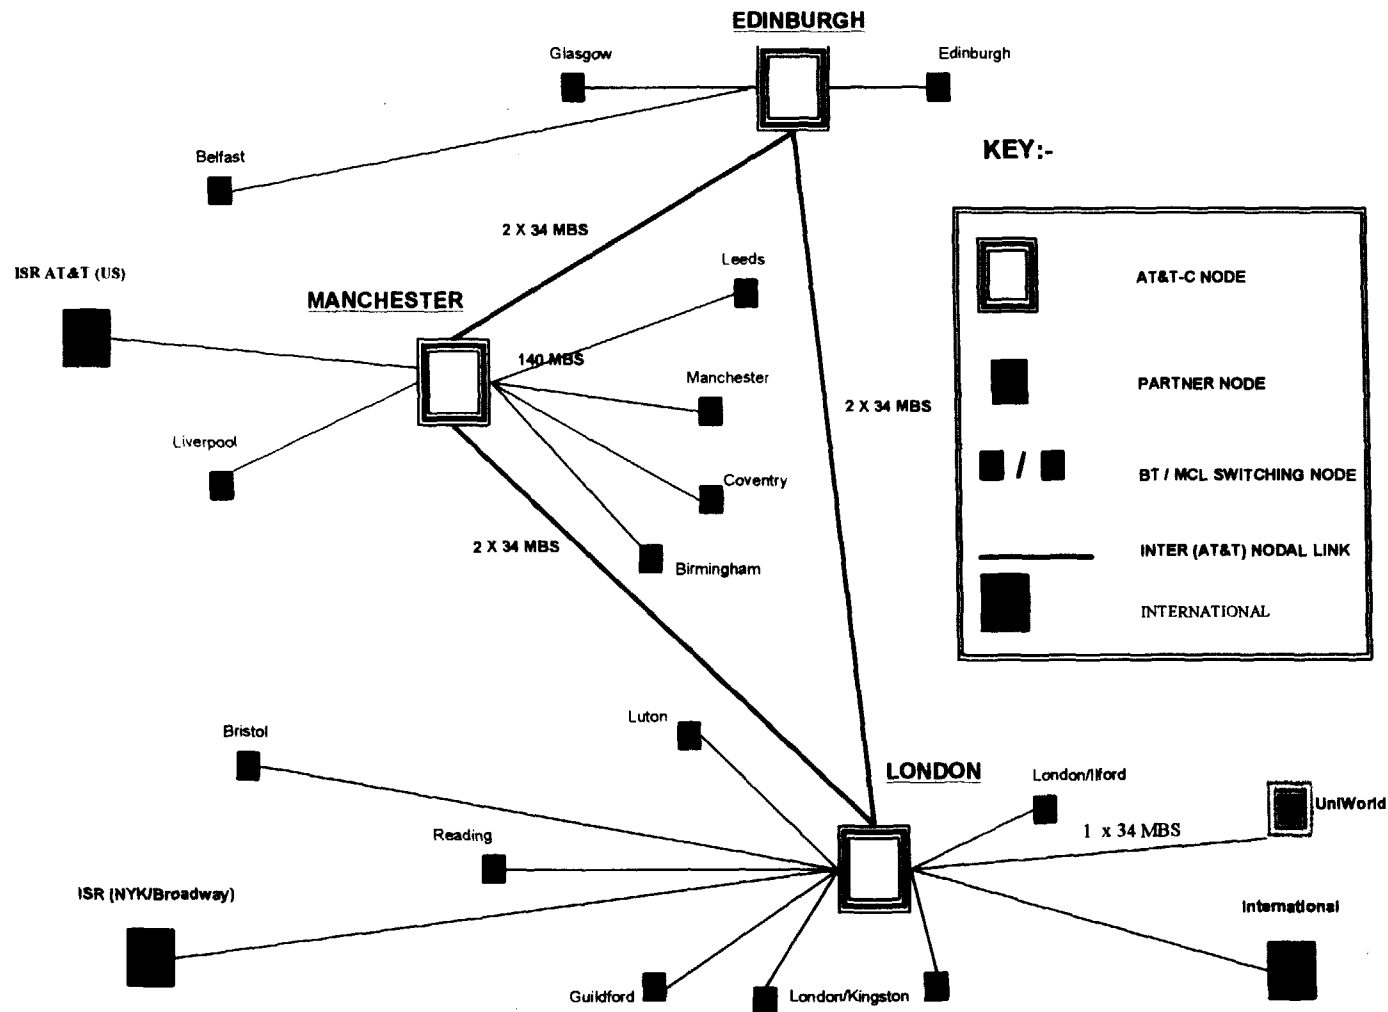 EDINBURGH
Glasgow
Edinburgh
KEY:-
Belfast
2 X 34 MBS
ISR AT&T (US)
Leeds
MANCHESTER
AT&T-C NODE
140 MBS
Manchester
PARTNER NODE
2 X 34 MBS
Liverpool
Coventry
/
BT / MCL SWITCHING NODE
2 X 34 MBS
INTER (AT&T) NODAL LINK
Birmingham
INTERNATIONAL
Luton
Bristol
LONDON
London/Ilford
UniWorld
Reading
1 x 34 MBS
ISR (NYK/Broadway)
International
Guildford
London/Kingston